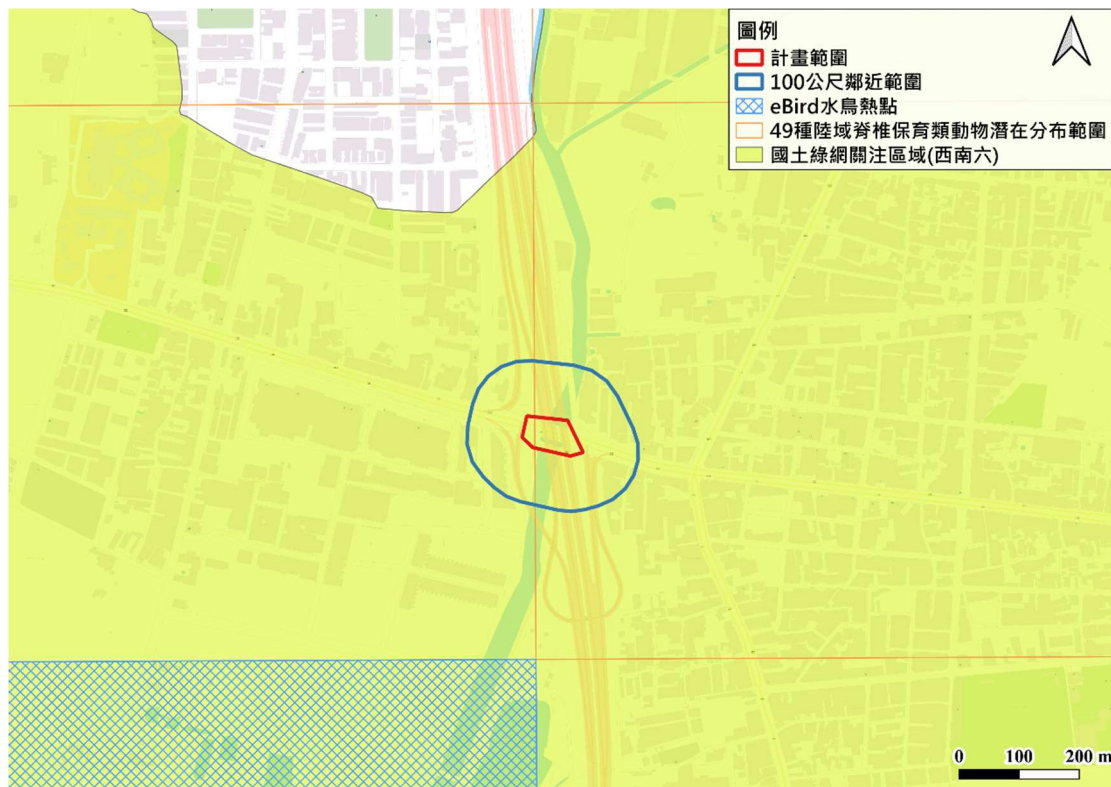 圖例
計畫範圍
100公尺鄰近範圍
eBird水鳥熱點
49種陸域脊椎保育類動物潛在分布範圍
國土綠網關注區域(西南六)
0 100 200 m